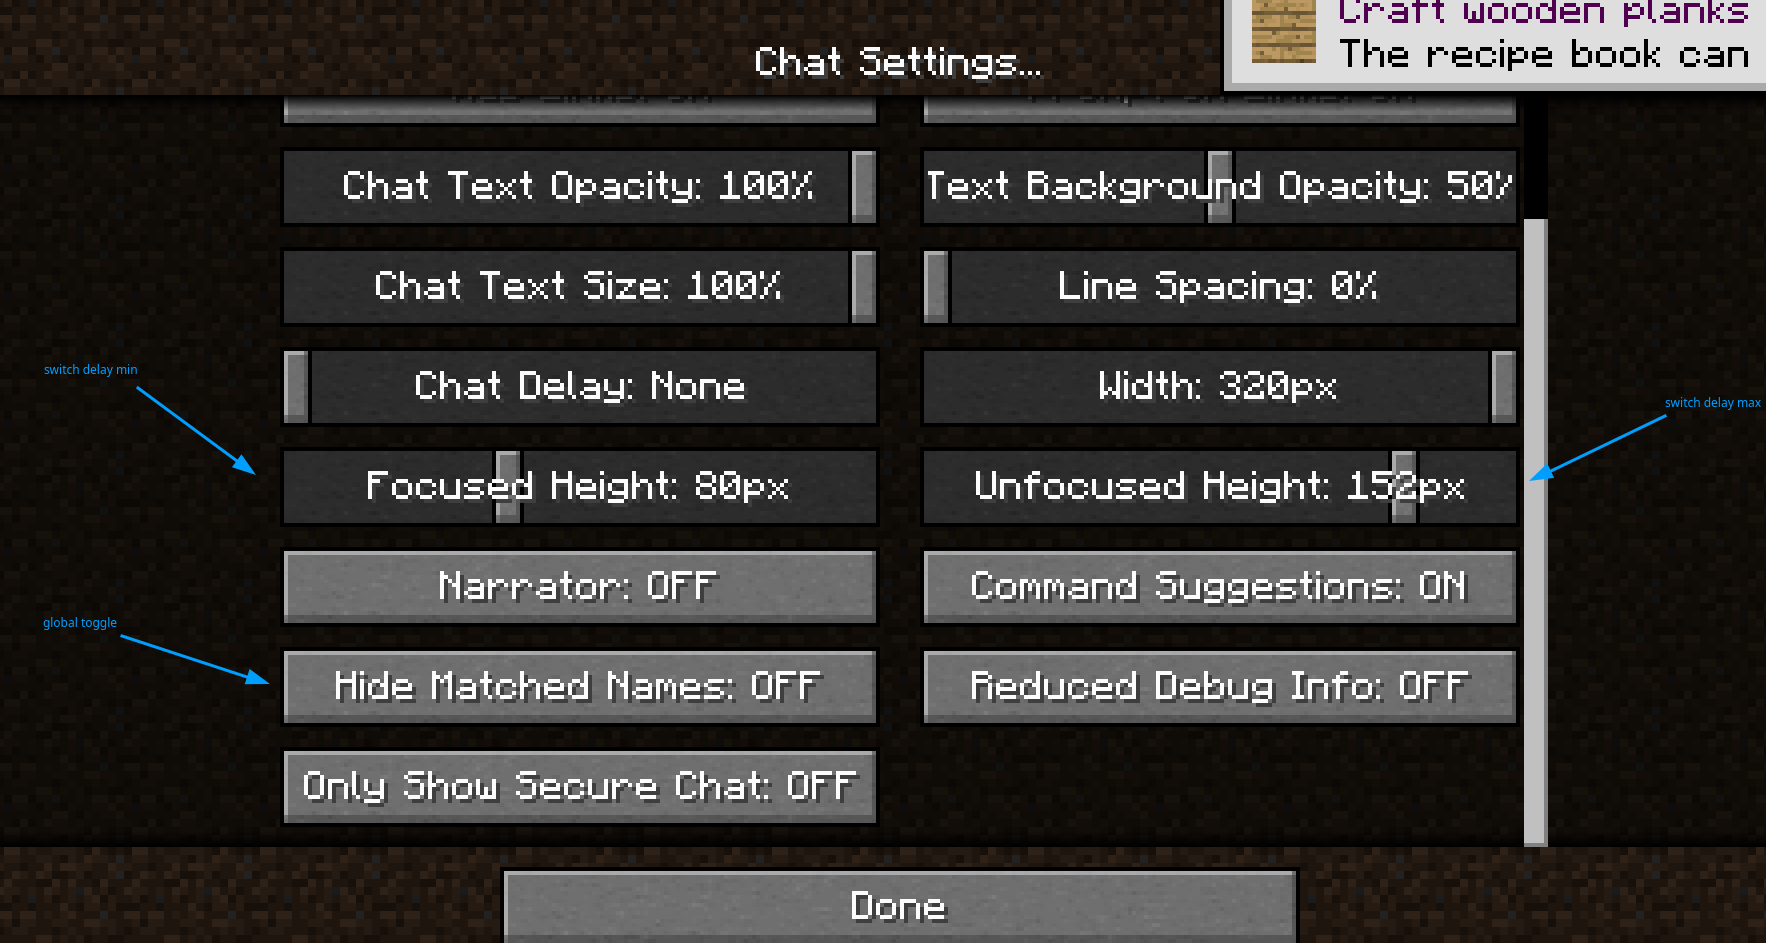 Craft wooden planks
The recipe book can
Chat Settings...
Chat Text Opacity: 100%
Text Background Opacity: 50%
Chat Text Size: 100%
Line Spacing: 0%
switch delay min
Chat Delay: None
Width: 320px
switch delay max
Focused Height: 80px
Unfocused Height: 152px
Narrator: OFF
Command Suggestions: ON
global toggle
Hide Matched Names: OFF
Reduced Debug Info: OFF
Only Show Secure Chat: OFF
Done